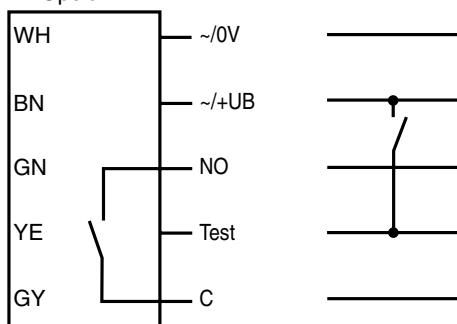 WH ~/0V
BN ~/+UB
GN NO
YE Test
GY C